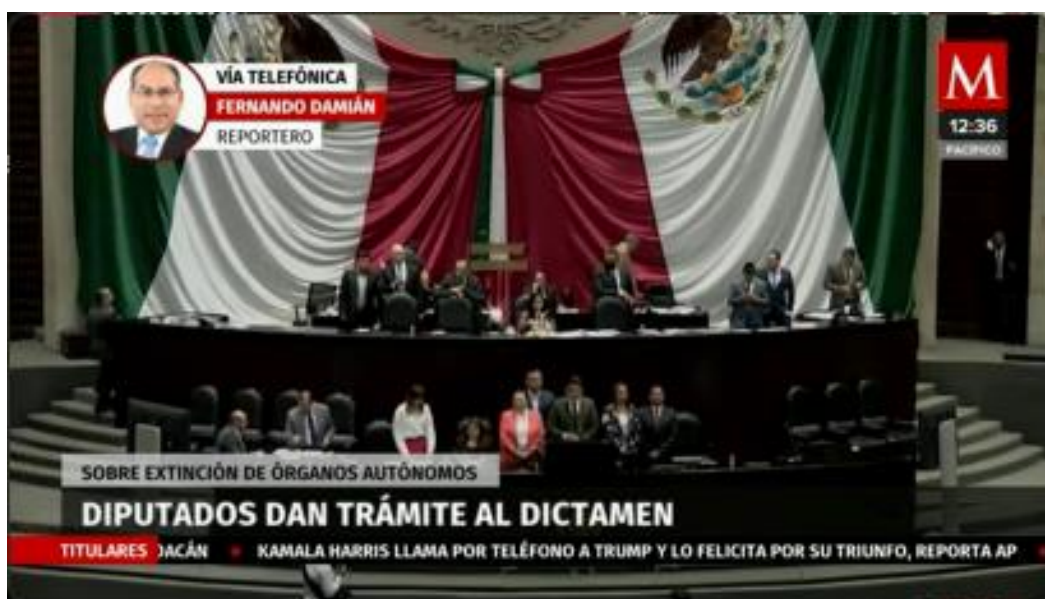 VÍA TELEFÓNICA
FERNANDO DAMIÁN
REPORTERO
M
12:36
PACÍFICO
SOBRE EXTINCIÓN DE ÓRGANOS AUTÓNOMOS
DIPUTADOS DAN TRÁMITE AL DICTAMEN
TITULARES DACÁN • KAMALA HARRIS LLAMA POR TELÉFONO A TRUMP Y LO FELICITA POR SU TRIUNFO, REPORTA AP